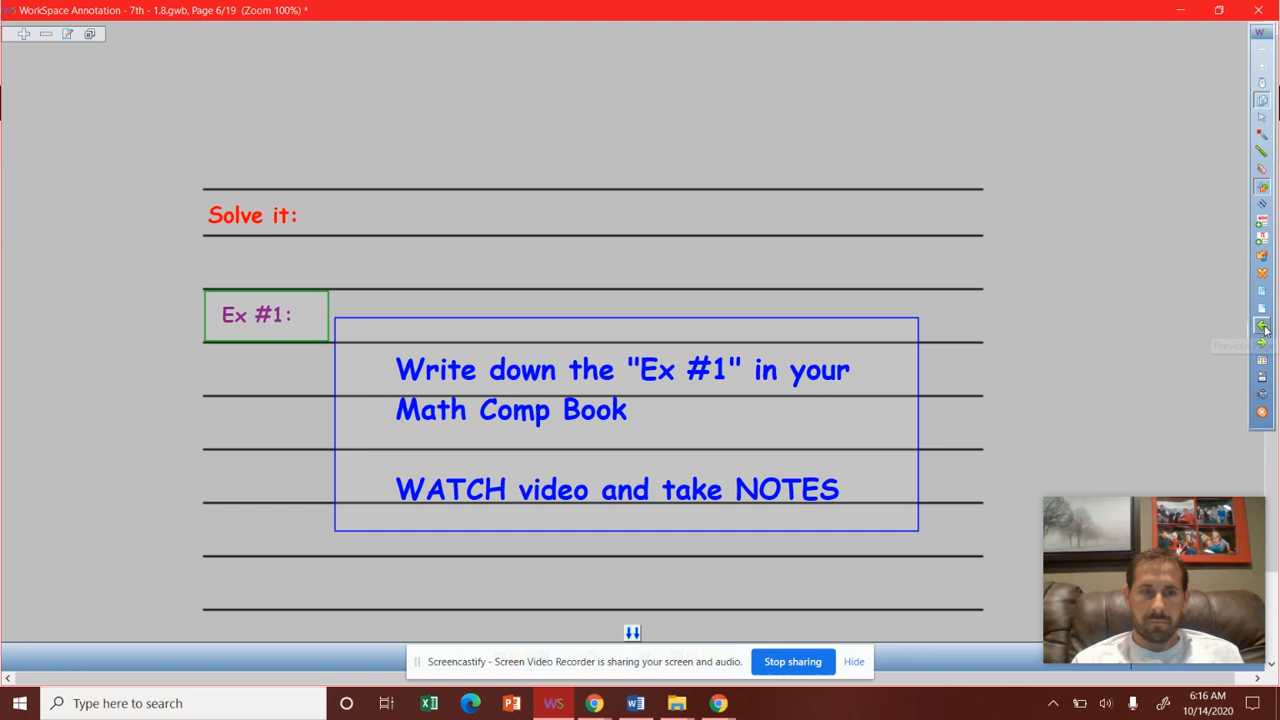 WS WorkSpace Annotation - 7th - 1.8.gwb, Page 6/19 (Zoom 100%) *
Solve it:
Ex #1:
Write down the "Ex #1" in your
Math Comp Book
WATCH video and take NOTES
Screencastify - Screen Video Recorder is sharing your screen and audio.
Stop sharing
Hide
Type here to search
6:16 AM
10/14/2020